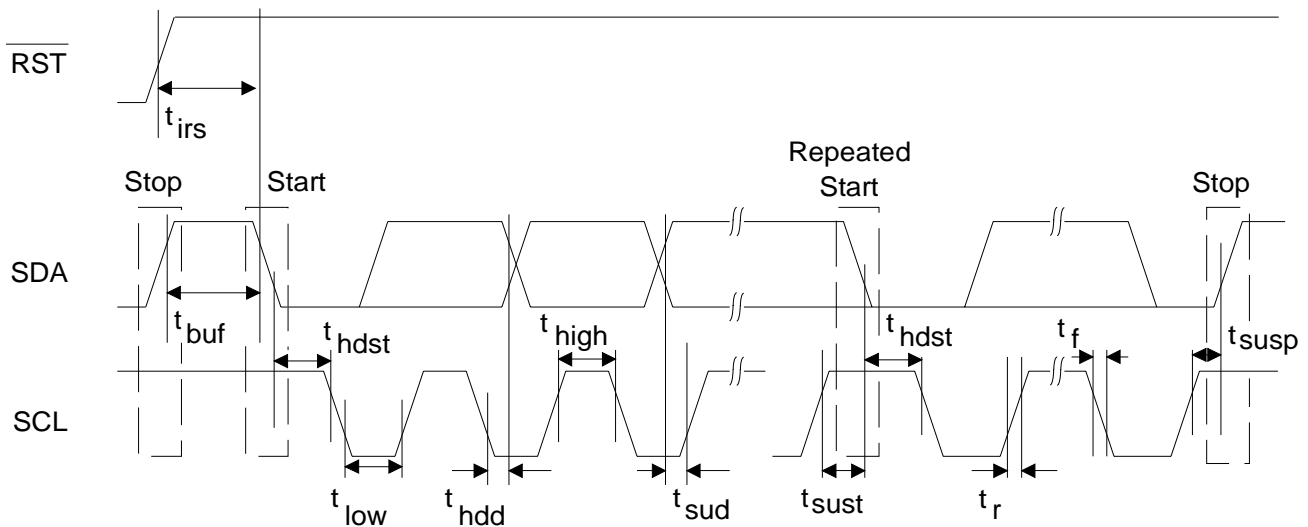 RST
t irs
Repeated
Stop Start Start Stop
SDA
t buf t hdst t high t hdst t f t susp
SCL
t low t hdd t sud t sust t r